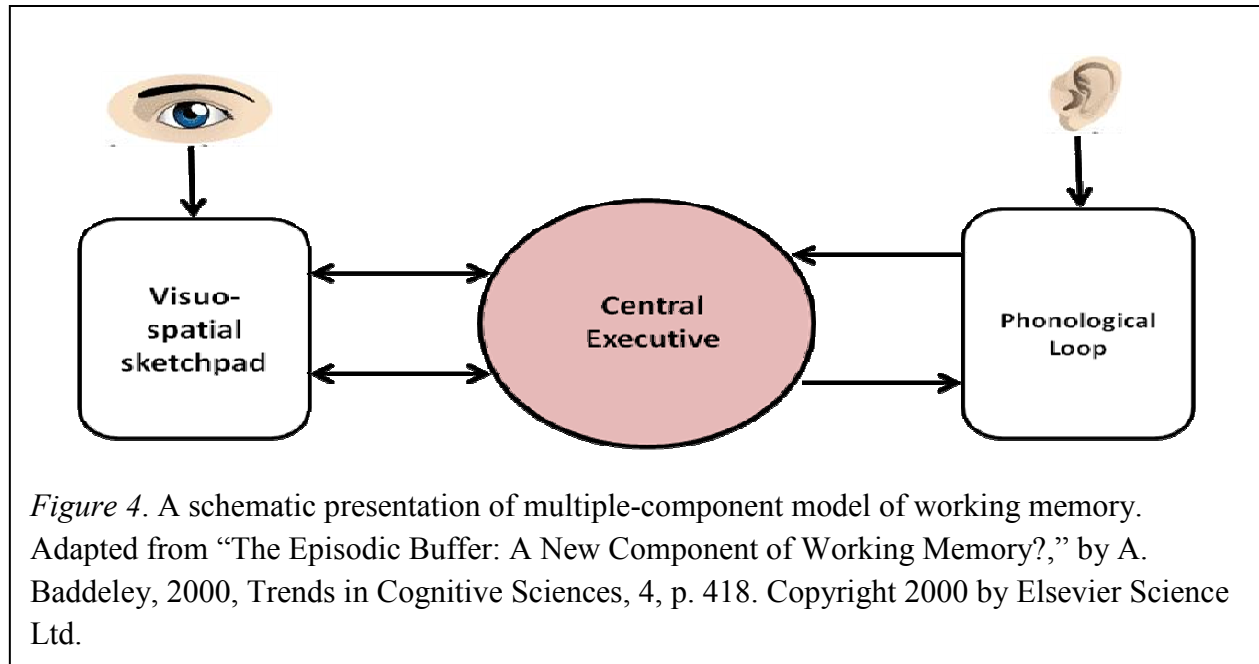 Visuo-
spatial
sketchpad
Central
Executive
Phonological
Loop
Figure 4. A schematic presentation of multiple-component model of working memory.
Adapted from “The Episodic Buffer: A New Component of Working Memory?,” by A.
Baddeley, 2000, Trends in Cognitive Sciences, 4, p. 418. Copyright 2000 by Elsevier Science
Ltd.